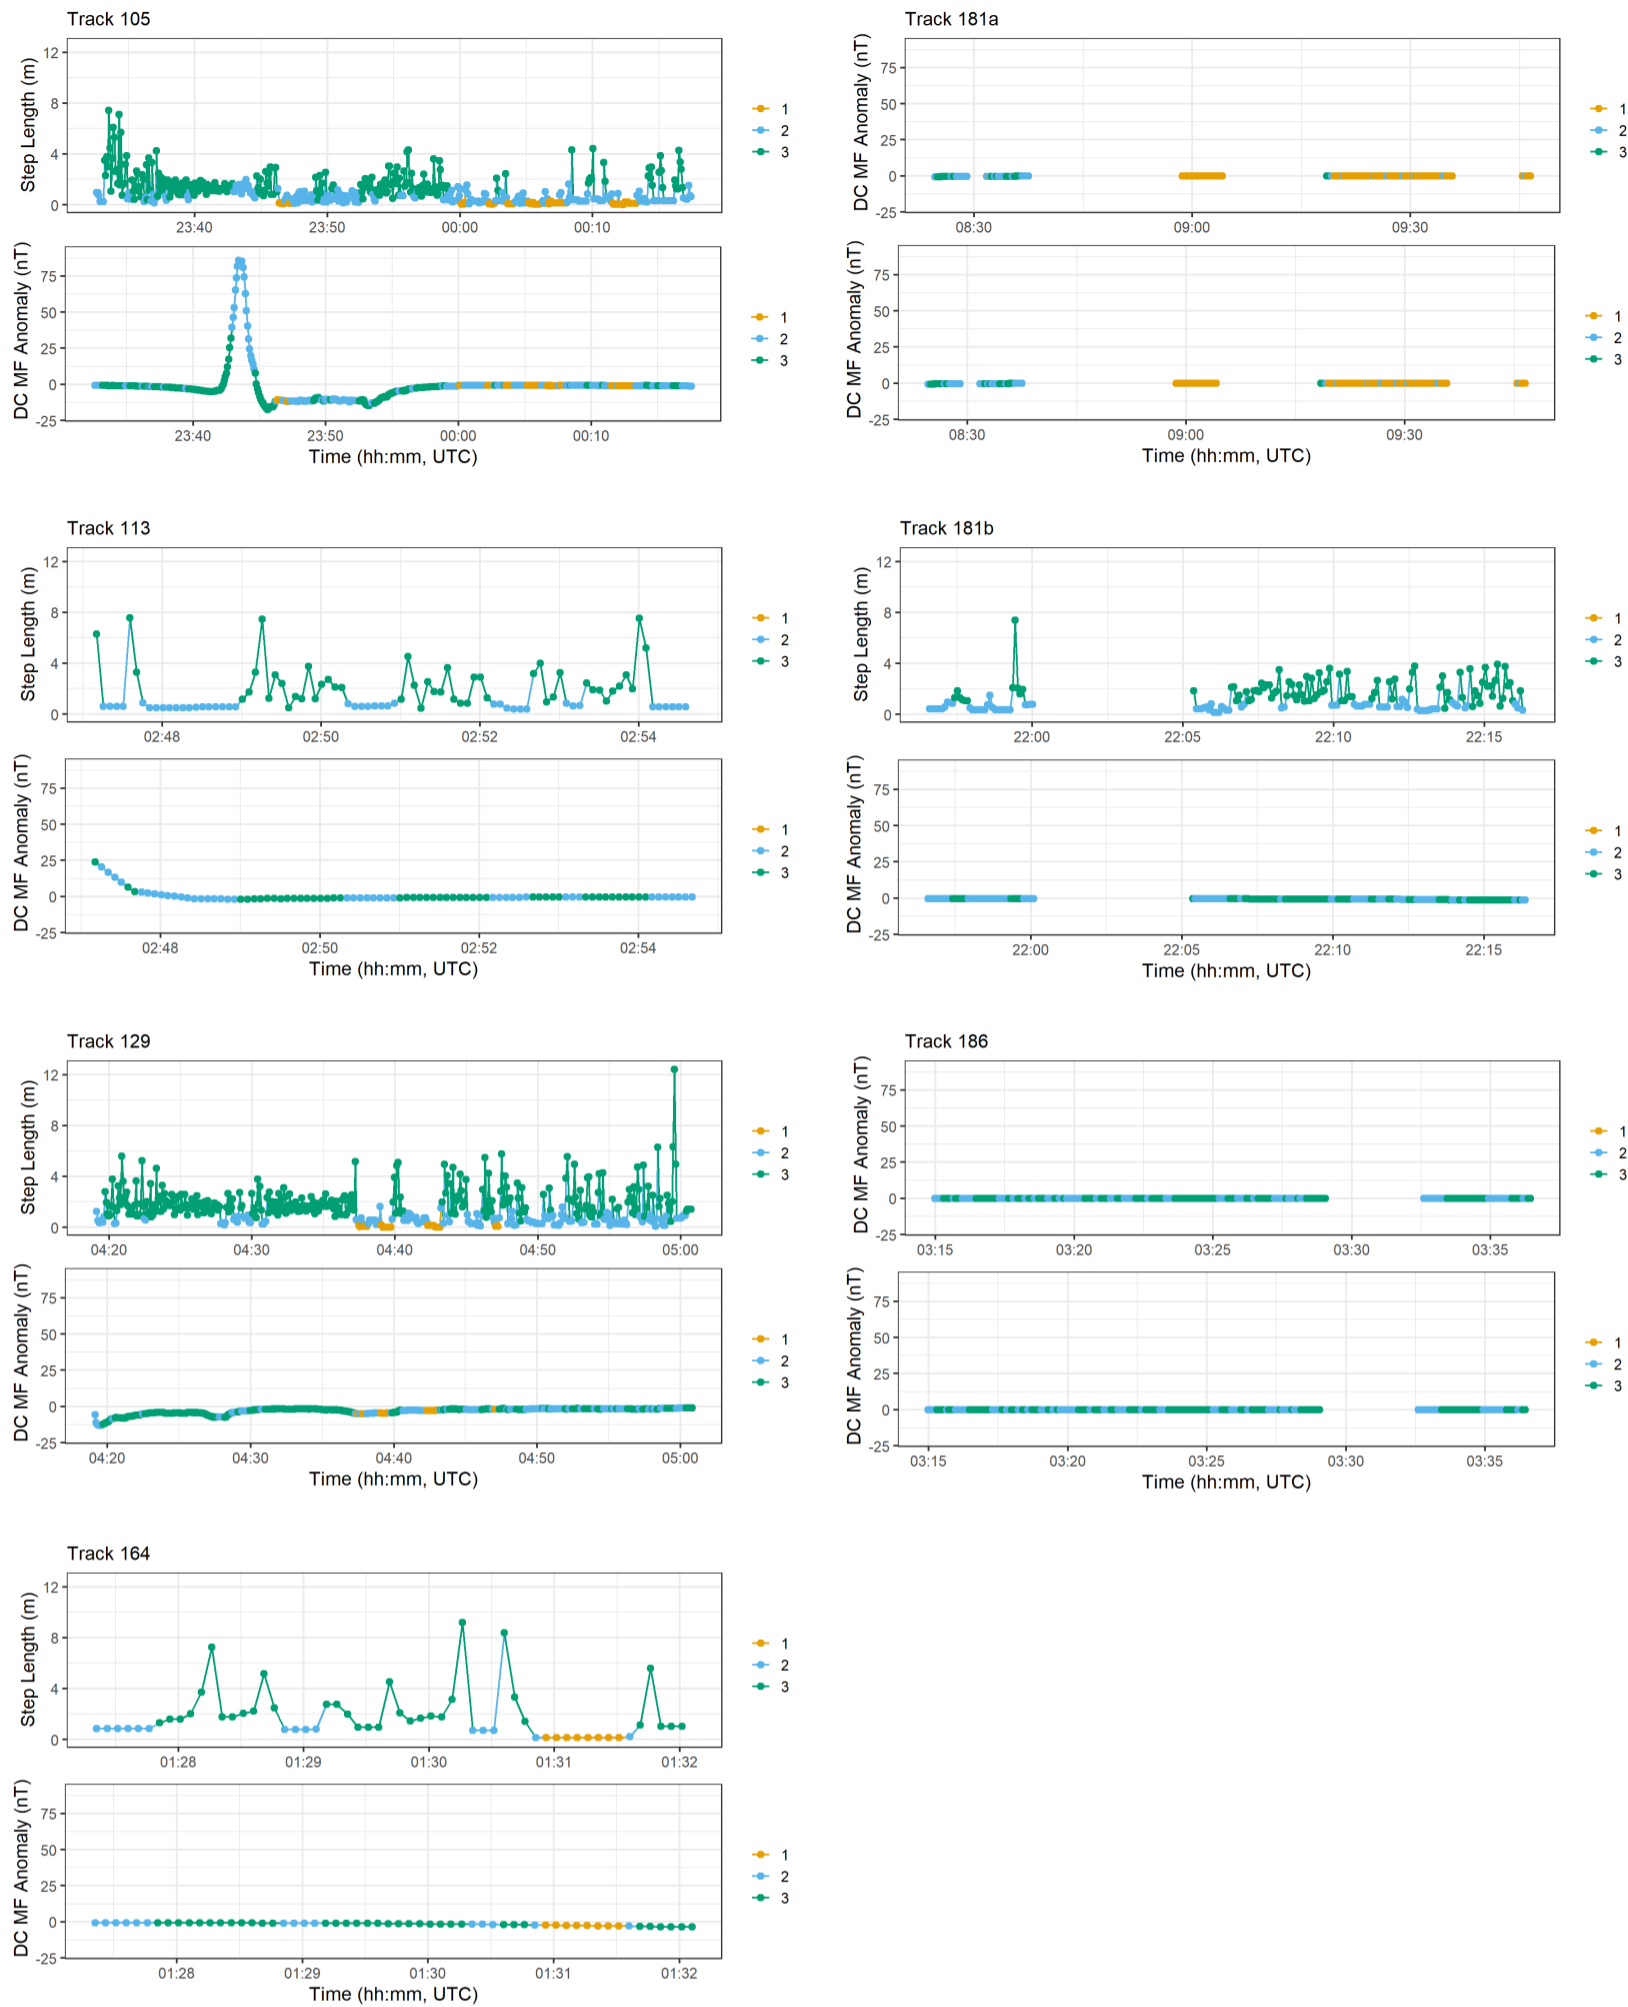 Track 105
Step Length (m)
12
8
4
0
23:40 23:50 00:00 00:10
1
2
3
DC MF Anomaly (nT)
75
50
25
0
-25
23:40 23:50 00:00 00:10
Time (hh:mm, UTC)
1
2
3
Track 181a
DC MF Anomaly (nT)
75
50
25
0
-25
08:30 09:00 09:30
1
2
3
DC MF Anomaly (nT)
75
50
25
0
-25
08:30 09:00 09:30
Time (hh:mm, UTC)
1
2
3
Track 113
Step Length (m)
12
8
4
0
02:48 02:50 02:52 02:54
1
2
3
DC MF Anomaly (nT)
75
50
25
0
-25
02:48 02:50 02:52 02:54
Time (hh:mm, UTC)
1
2
3
Track 181b
Step Length (m)
12
8
4
0
22:00 22:05 22:10 22:15
1
2
3
DC MF Anomaly (nT)
75
50
25
0
-25
22:00 22:05 22:10 22:15
Time (hh:mm, UTC)
1
2
3
Track 129
Step Length (m)
12
8
4
0
04:20 04:30 04:40 04:50 05:00
1
2
3
DC MF Anomaly (nT)
75
50
25
0
-25
04:20 04:30 04:40 04:50 05:00
Time (hh:mm, UTC)
1
2
3
Track 186
DC MF Anomaly (nT)
75
50
25
0
-25
03:15 03:20 03:25 03:30 03:35
1
2
3
DC MF Anomaly (nT)
75
50
25
0
-25
03:15 03:20 03:25 03:30 03:35
Time (hh:mm, UTC)
1
2
3
Track 164
Step Length (m)
12
8
4
0
01:28 01:29 01:30 01:31 01:32
1
2
3
DC MF Anomaly (nT)
75
50
25
0
-25
01:28 01:29 01:30 01:31 01:32
Time (hh:mm, UTC)
1
2
3